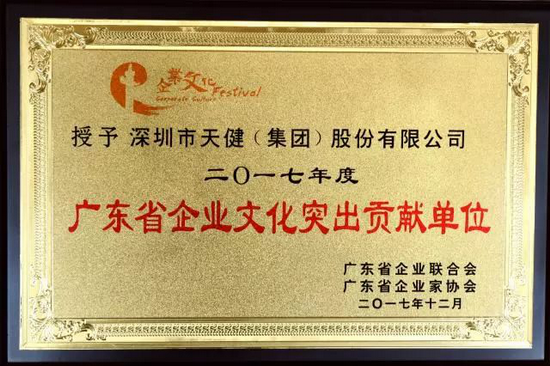 企業文化
Corporate Culture Festival
授予 深圳市天健（集团）股份有限公司
二〇一七年度
广东省企业文化突出贡献单位
广东省企业联合会
广东省企业家协会
二〇一七年十二月